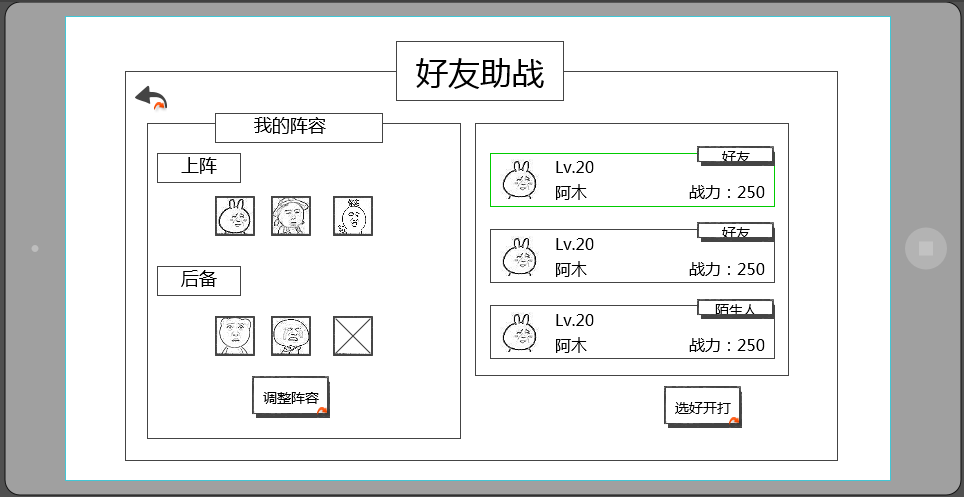 好友助战
我的阵容
上阵
后备
调整阵容
好友
Lv.20
阿木
战力：250
好友
Lv.20
阿木
战力：250
陌生人
Lv.20
阿木
战力：250
选好开打